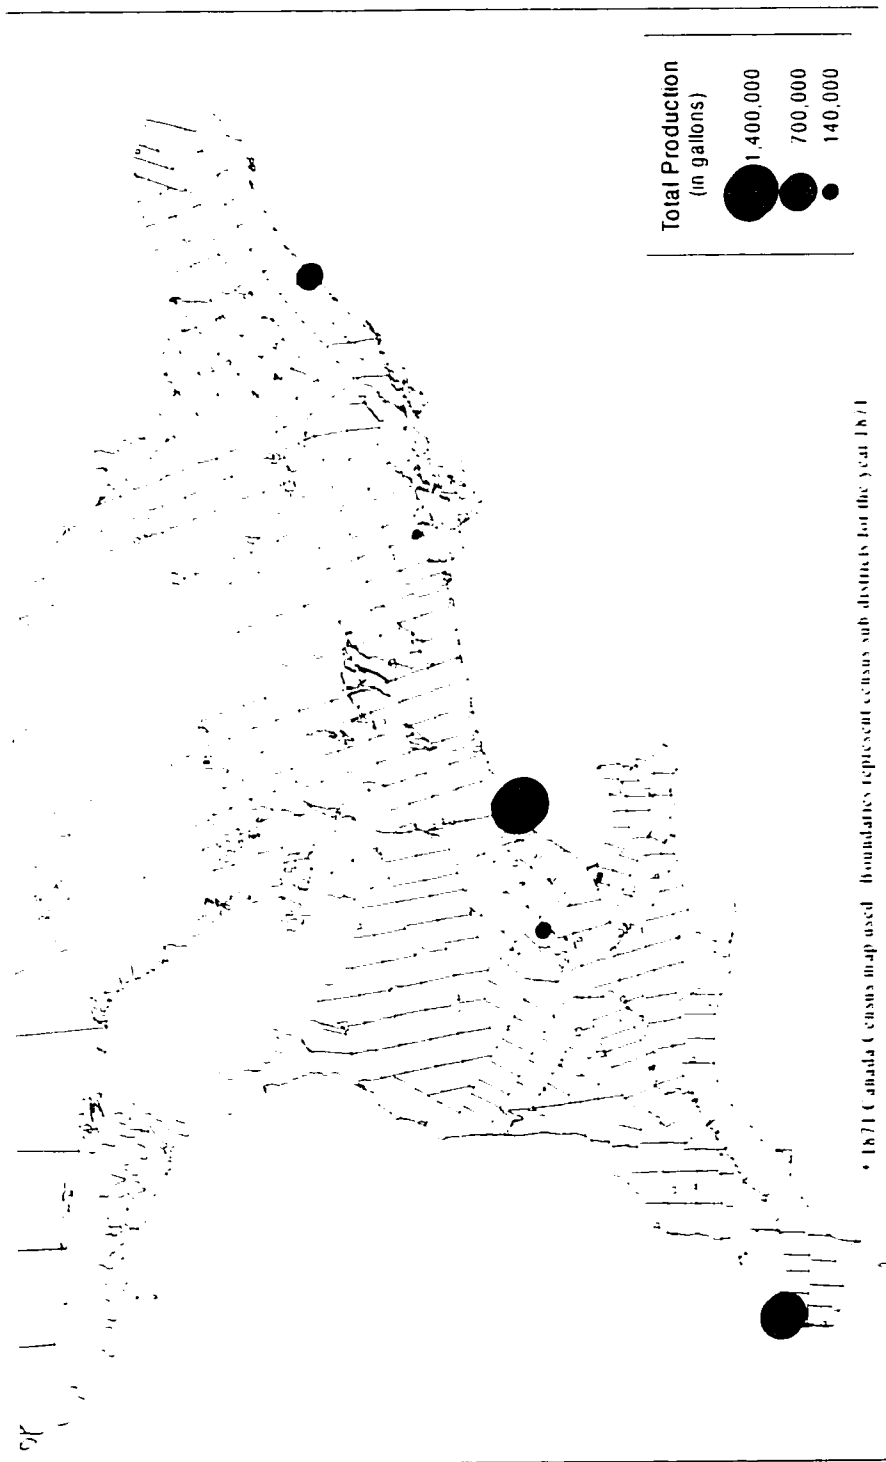 Total Production
(in gallons)
1,400,000
700,000
140,000
* 1871 Canada Census map used Boundaries represent census sub districts for the year 1871